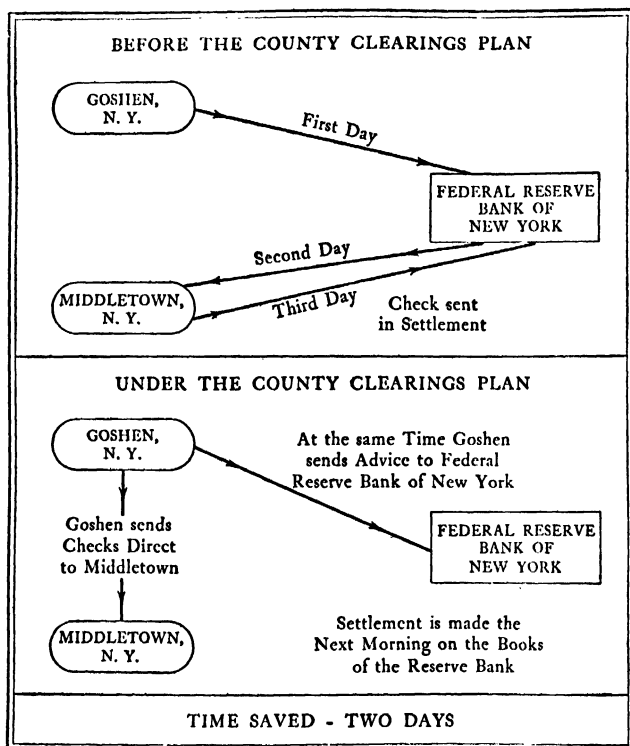 BEFORE THE COUNTY CLEARINGS PLAN
GOSHEN,
N. Y.
First Day
FEDERAL RESERVE
BANK OF
NEW YORK
Second Day
MIDDLETOWN,
N. Y.
Third Day
Check sent
in Settlement
UNDER THE COUNTY CLEARINGS PLAN
GOSHEN,
N. Y.
At the same Time Goshen
sends Advice to Federal
Reserve Bank of New York
Goshen sends
Checks Direct
to Middletown
FEDERAL RESERVE
BANK OF
NEW YORK
MIDDLETOWN,
N. Y.
Settlement is made the
Next Morning on the Books
of the Reserve Bank
TIME SAVED - TWO DAYS